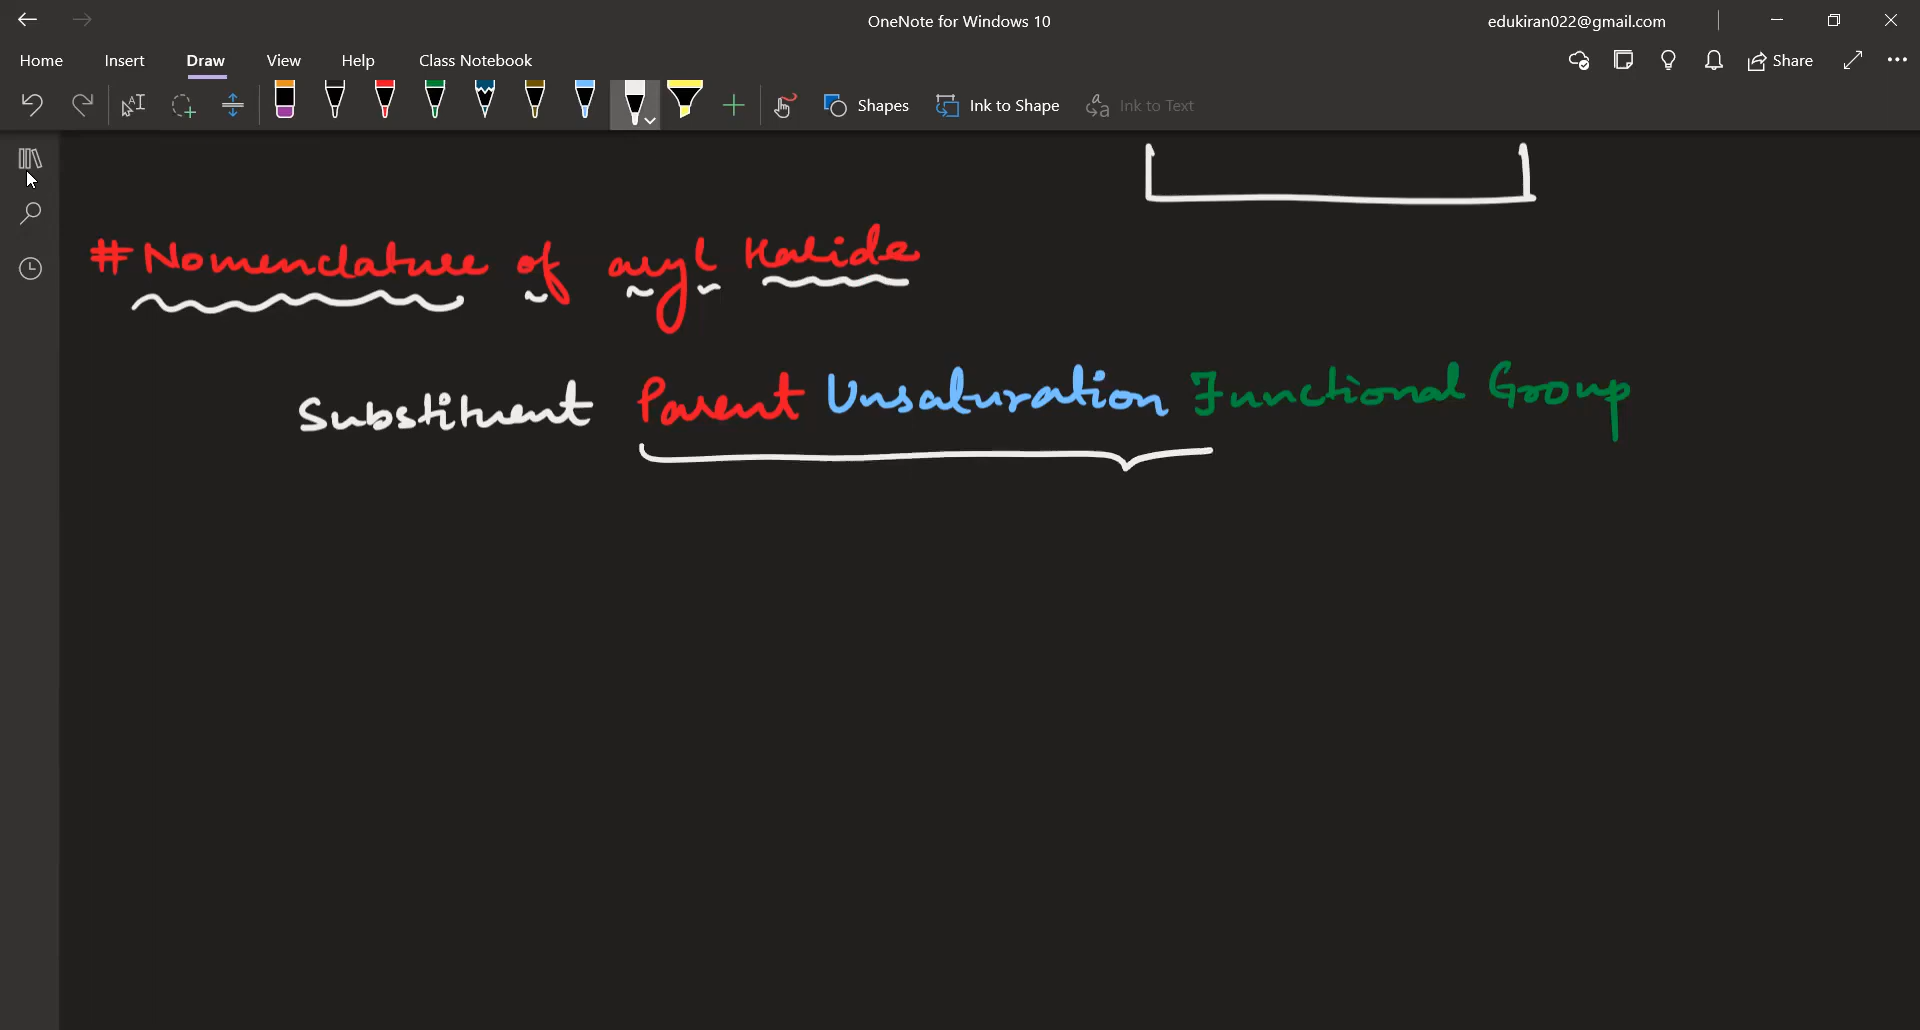 OneNote for Windows 10
edukiran022@gmail.com
Home Insert Draw View Help Class Notebook
Share
Shapes Ink to Shape Ink to Text
# Nomenclature of aryl Halide
Substituent Parent Unsaturation Functional Group